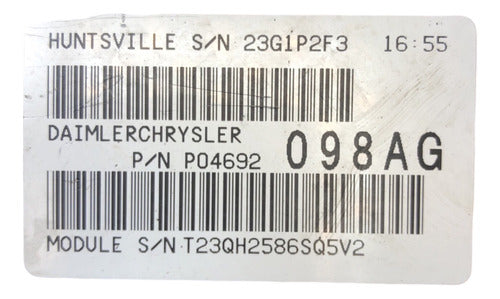 HUNTSVILLE S/N 23G1P2F3 16:55
DAIMLERCHRYSLER
P/N P04692 098AG
MODULE S/N T23QH2586SQ5V2